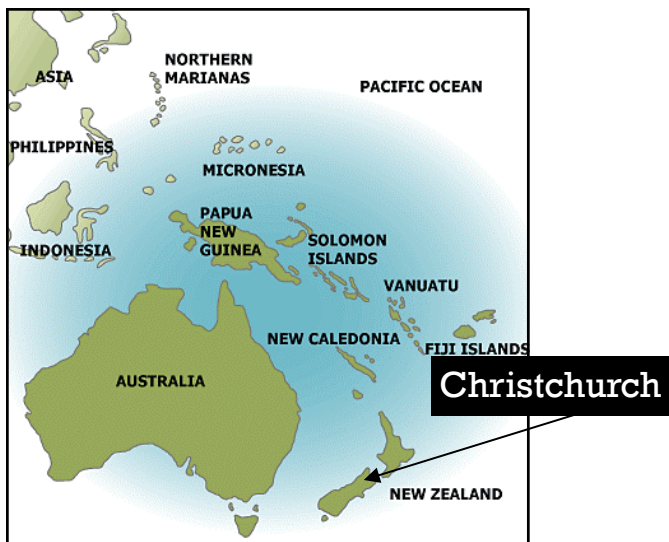 NORTHERN
MARIANAS
ASIA
PACIFIC OCEAN
PHILIPPINES
MICRONESIA
PAPUA
NEW
GUINEA
SOLOMON
ISLANDS
INDONESIA
VANUATU
NEW CALEDONIA
FIJI ISLANDS
AUSTRALIA
Christchurch
NEW ZEALAND